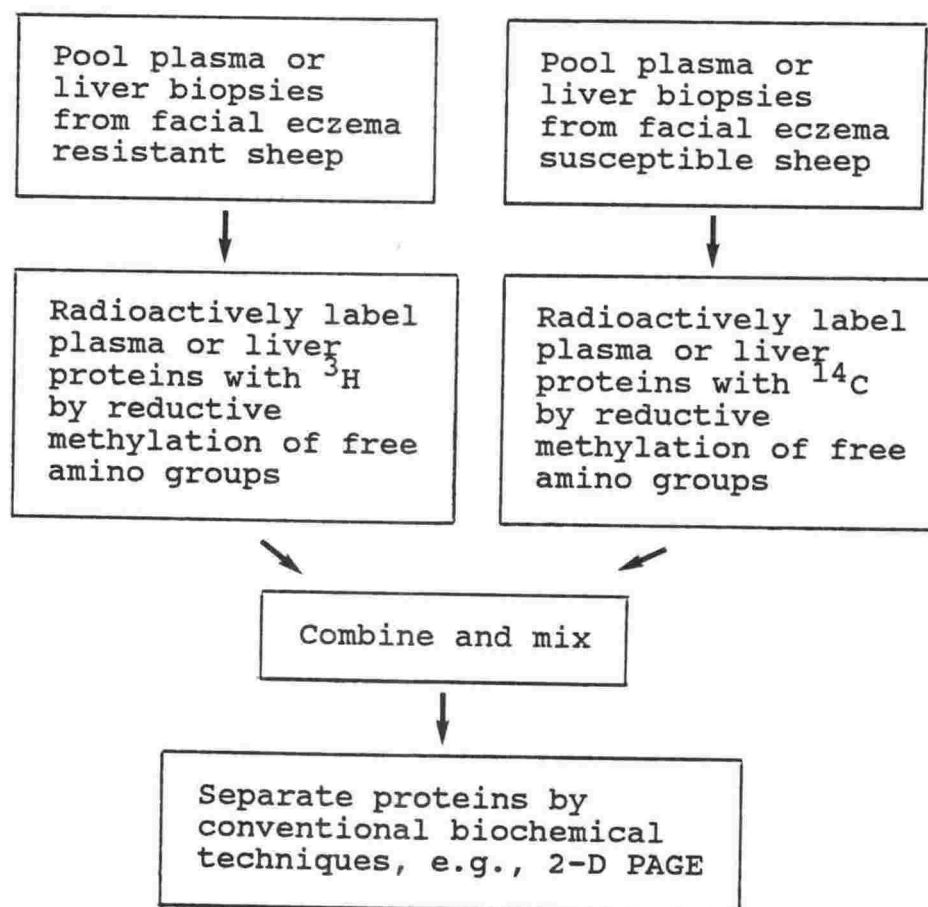 Pool plasma or
liver biopsies
from facial eczema
resistant sheep
Pool plasma or
liver biopsies
from facial eczema
susceptible sheep
Radioactively label
plasma or liver
proteins with ³H
by reductive
methylation of free
amino groups
Radioactively label
plasma or liver
proteins with ¹⁴C
by reductive
methylation of free
amino groups
Combine and mix
Separate proteins by
conventional biochemical
techniques, e.g., 2-D PAGE